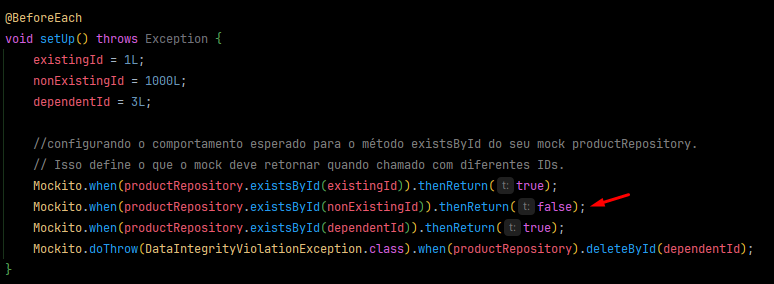 @BeforeEach
void setUp() throws Exception {
existingId = 1L;
nonExistingId = 1000L;
dependentId = 3L;
//configurando o comportamento esperado para o método existsById do seu mock productRepository.
// Isso define o que o mock deve retornar quando chamado com diferentes IDs.
Mockito.when(productRepository.existsById(existingId)).thenReturn( t: true);
Mockito.when(productRepository.existsById(nonExistingId)).thenReturn( t: false);
Mockito.when(productRepository.existsById(dependentId)).thenReturn( t: true);
Mockito.doThrow(DataIntegrityViolationException.class).when(productRepository).deleteById(dependentId);
}